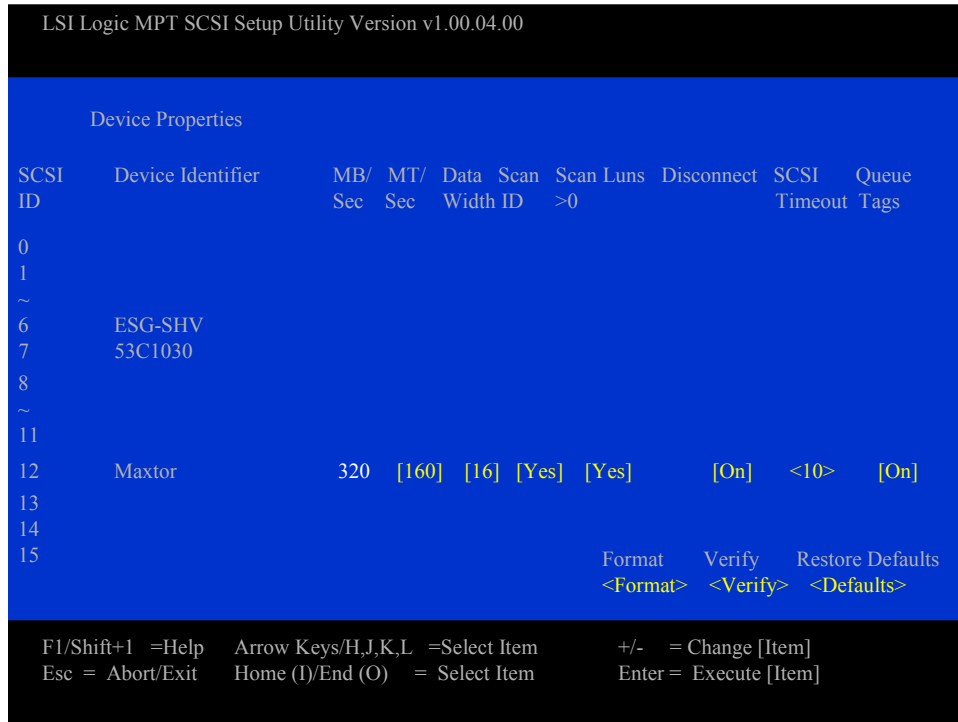 LSI Logic MPT SCSI Setup Utility Version v1.00.04.00
Device Properties
SCSI Device Identifier MB/ MT/ Data Scan Scan Luns Disconnect SCSI Queue
ID Sec Sec Width ID >0 Timeout Tags
0
1
~
6 ESG-SHV
7 53C1030
8
~
11
12 Maxtor 320 [160] [16] [Yes] [Yes] [On] <10> [On]
13
14
15
Format Verify Restore Defaults
<Format> <Verify> <Defaults>
F1/Shift+1 =Help Arrow Keys/H,J,K,L =Select Item +/- = Change [Item]
Esc = Abort/Exit Home (I)/End (O) = Select Item Enter = Execute [Item]